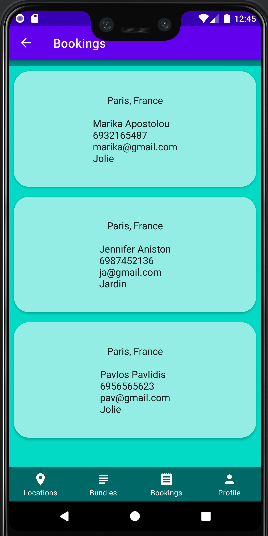 12:45
Bookings
Paris, France
Marika Apostolou
6932165487
marika@gmail.com
Jolie
Paris, France
Jennifer Aniston
6987452136
ja@gmail.com
Jardin
Paris, France
Pavlos Pavlidis
6956565623
pav@gmail.com
Jolie
Locations
Bundles
Bookings
Profile